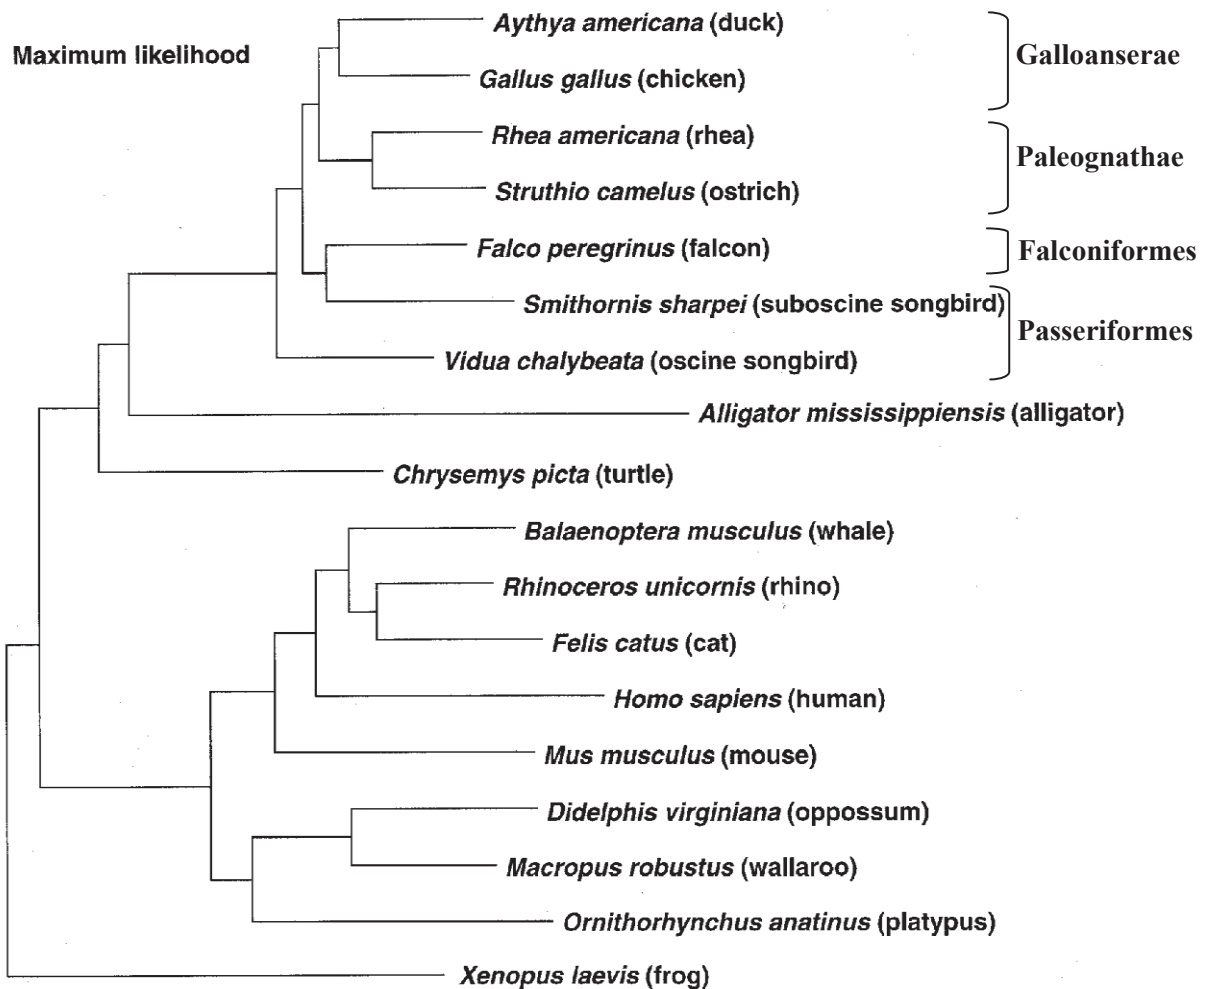 Maximum likelihood
Aythya americana (duck)
Gallus gallus (chicken)
Galloanserae
Rhea americana (rhea)
Struthio camelus (ostrich)
Paleognathae
Falco peregrinus (falcon)
Falconiformes
Smithornis sharpei (suboscine songbird)
Vidua chalybeata (oscine songbird)
Passeriformes
Alligator mississippiensis (alligator)
Chrysemys picta (turtle)
Balaenoptera musculus (whale)
Rhinoceros unicornis (rhino)
Felis catus (cat)
Homo sapiens (human)
Mus musculus (mouse)
Didelphis virginiana (oppossum)
Macropus robustus (wallaroo)
Ornithorhynchus anatinus (platypus)
Xenopus laevis (frog)